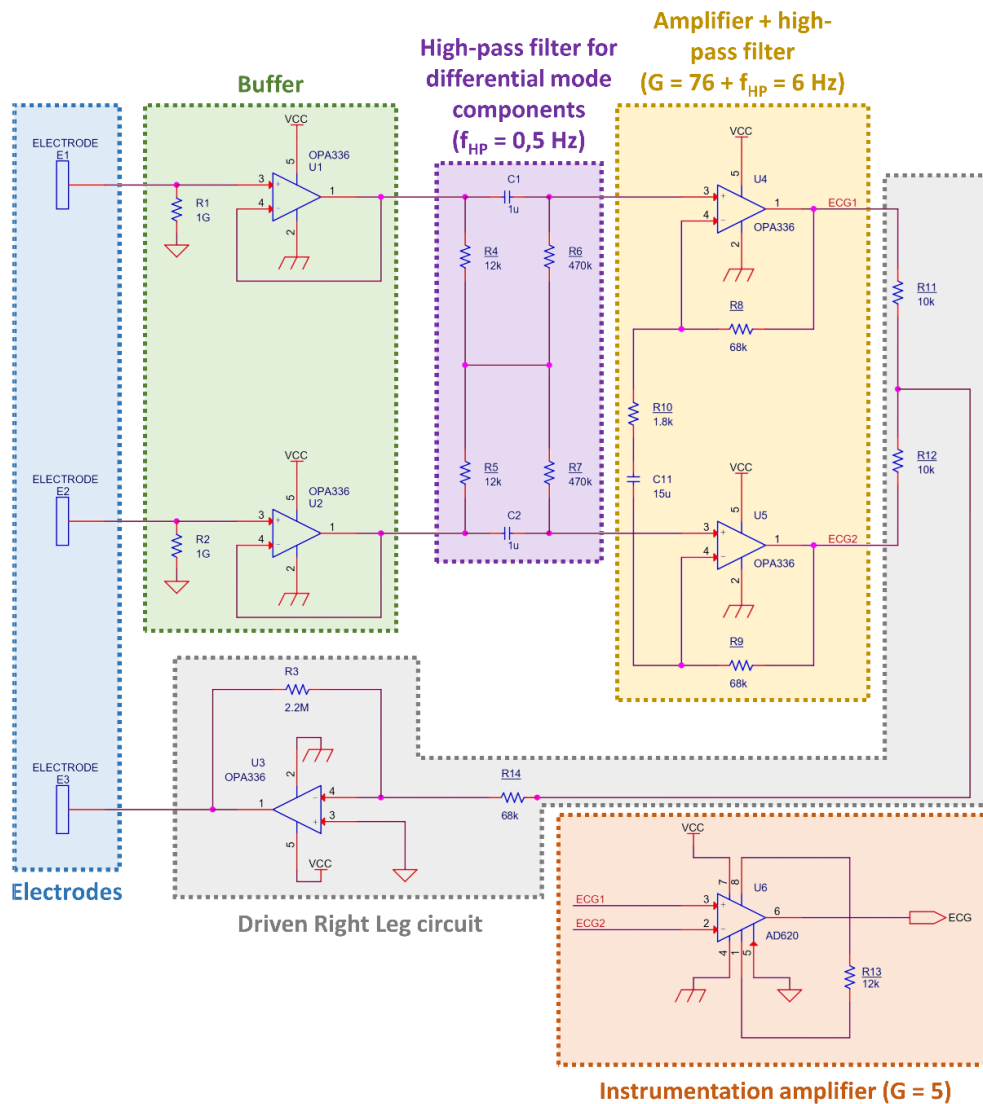 Amplifier + high-
pass filter
(G = 76 + fHP = 6 Hz)
High-pass filter for
differential mode
components
(fHP = 0,5 Hz)
Buffer
ELECTRODE
E1
R1
1G
VCC
OPA336
U1
5
3
4
1
2
C1
1u
R4
12k
R6
470k
VCC
U4
OPA336
5
3
4
1
2
ECG1
R8
68k
R11
10k
ELECTRODE
E2
R2
1G
VCC
OPA336
U2
5
3
4
1
2
R5
12k
R7
470k
C2
1u
R10
1.8k
C11
15u
VCC
U5
OPA336
5
3
4
1
2
ECG2
R9
68k
R12
10k
ELECTRODE
E3
R3
2.2M
U3
OPA336
2
1
4
3
5
VCC
R14
68k
Electrodes
Driven Right Leg circuit
VCC
ECG1
ECG2
7
8
3
2
6
4
1
5
U6
AD620
ECG
R13
12k
Instrumentation amplifier (G = 5)